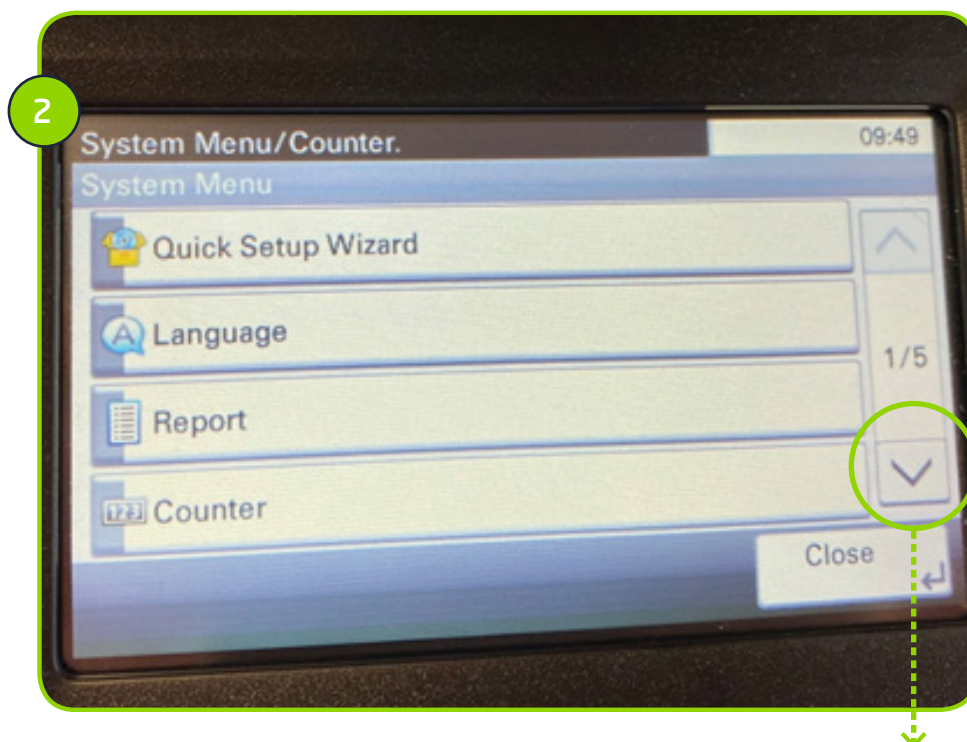 2
System Menu/Counter.
09:49
System Menu
Quick Setup Wizard
A Language
Report
1/5
Counter
Close